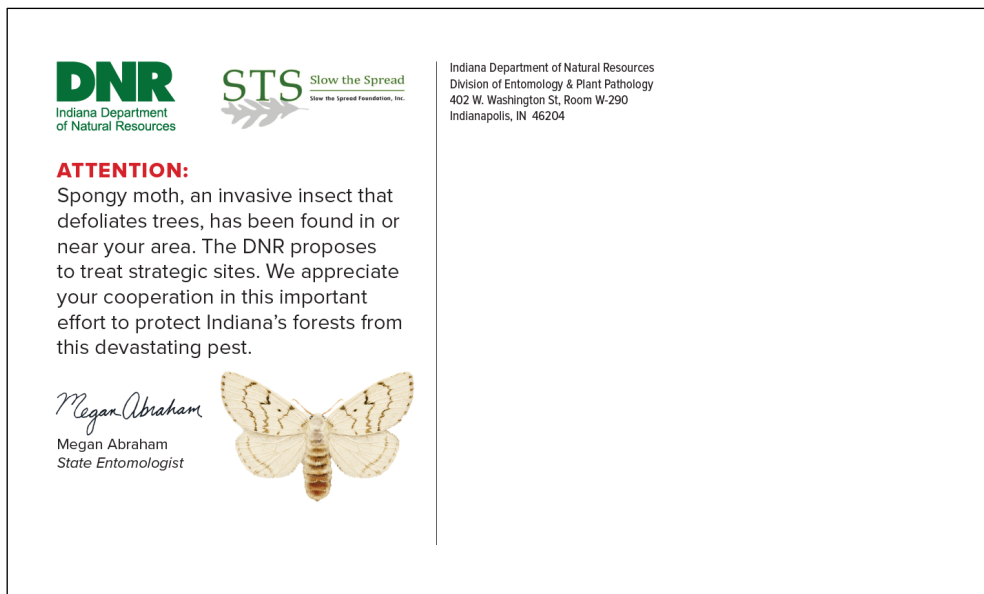 DNR
Indiana Department
of Natural Resources
STS
Slow the Spread
Slow the Spread Foundation, Inc.
ATTENTION:
Spongy moth, an invasive insect that
defoliates trees, has been found in or
near your area. The DNR proposes
to treat strategic sites. We appreciate
your cooperation in this important
effort to protect Indiana’s forests from
this devastating pest.
Megan Abraham
Megan Abraham
State Entomologist
Indiana Department of Natural Resources
Division of Entomology & Plant Pathology
402 W. Washington St, Room W-290
Indianapolis, IN  46204